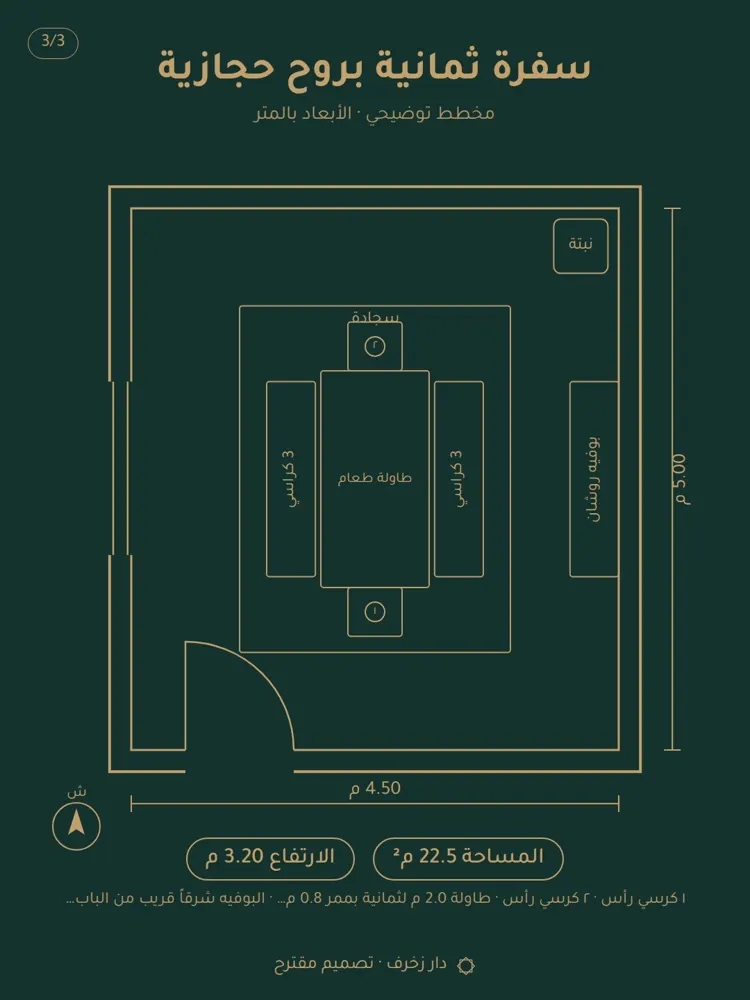 3/3
سفرة ثمانية بروح حجازية
مخطط توضيحي · الأبعاد بالمتر
نبتة
سجادة
٢
3 كراسي
طاولة طعام
3 كراسي
بوفيه روشان
5.00 م
١
4.50 م
ش
المساحة 22.5 م²
الارتفاع 3.20 م
١ كرسي رأس · ٢ كرسي رأس · طاولة 2.0 م لثمانية بممر 0.8 م… · البوفيه شرقاً قريب من الباب…
دار زخرف · تصميم مقترح